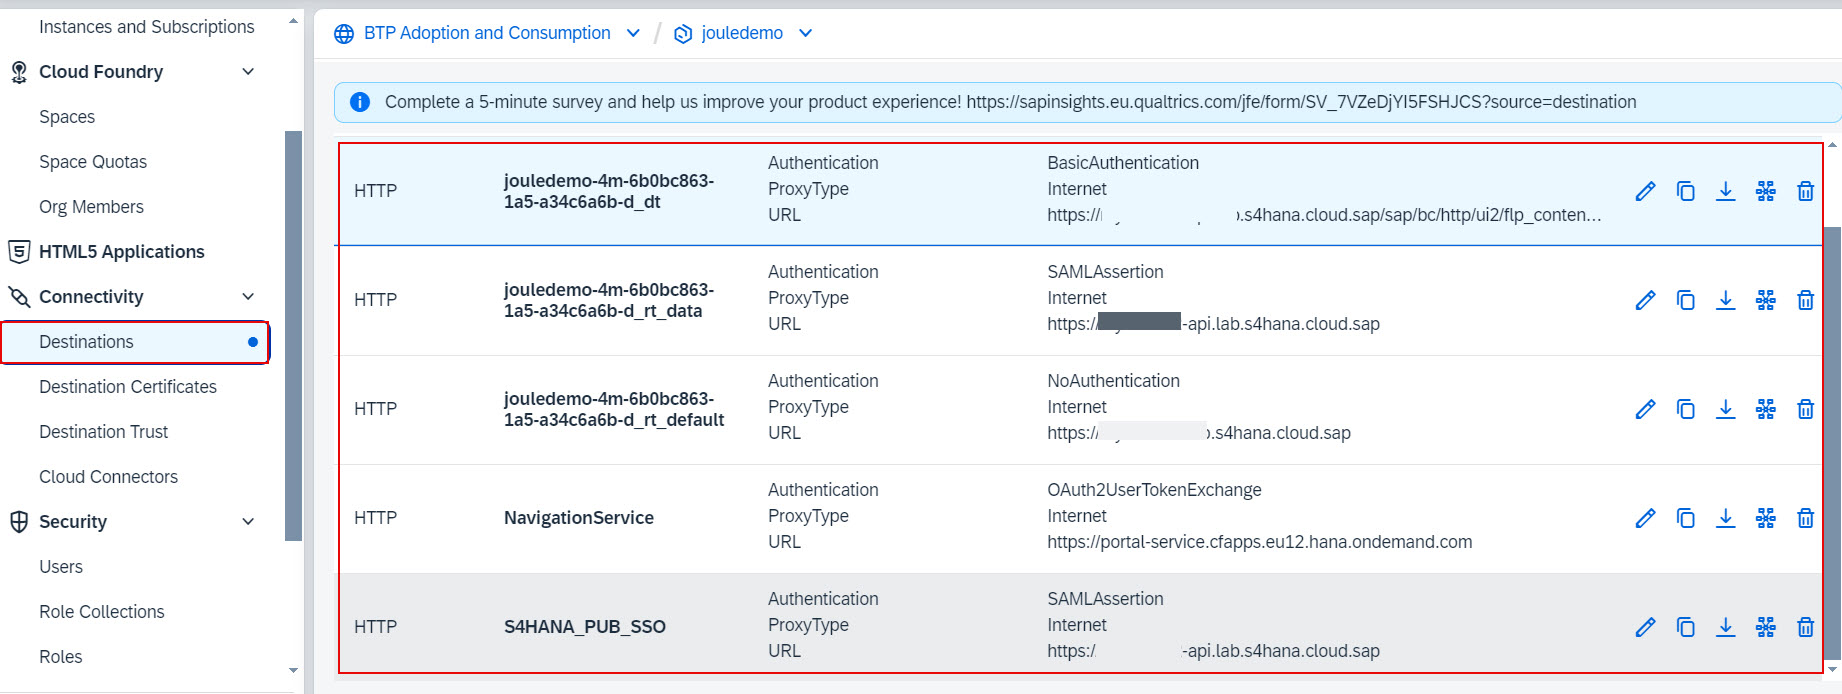 Instances and Subscriptions
Cloud Foundry
Spaces
Space Quotas
Org Members
HTML5 Applications
Connectivity
Destinations
Destination Certificates
Destination Trust
Cloud Connectors
Security
Users
Role Collections
Roles
BTP Adoption and Consumption / jouledemo
Complete a 5-minute survey and help us improve your product experience! https://sapinsights.eu.qualtrics.com/jfe/form/SV_7VZeDjYI5FSHJCS?source=destination
HTTP
jouledemo-4m-6b0bc863-
1a5-a34c6a6b-d_dt
Authentication BasicAuthentication
ProxyType Internet
URL https:// .s4hana.cloud.sap/sap/bc/http/ui2/flp_conten...
HTTP
jouledemo-4m-6b0bc863-
1a5-a34c6a6b-d_rt_data
Authentication SAMLAssertion
ProxyType Internet
URL https:// -api.lab.s4hana.cloud.sap
HTTP
jouledemo-4m-6b0bc863-
1a5-a34c6a6b-d_rt_default
Authentication NoAuthentication
ProxyType Internet
URL https:// .s4hana.cloud.sap
HTTP
NavigationService
Authentication OAuth2UserTokenExchange
ProxyType Internet
URL https://portal-service.cfapps.eu12.hana.ondemand.com
HTTP
S4HANA_PUB_SSO
Authentication SAMLAssertion
ProxyType Internet
URL https:/ -api.lab.s4hana.cloud.sap